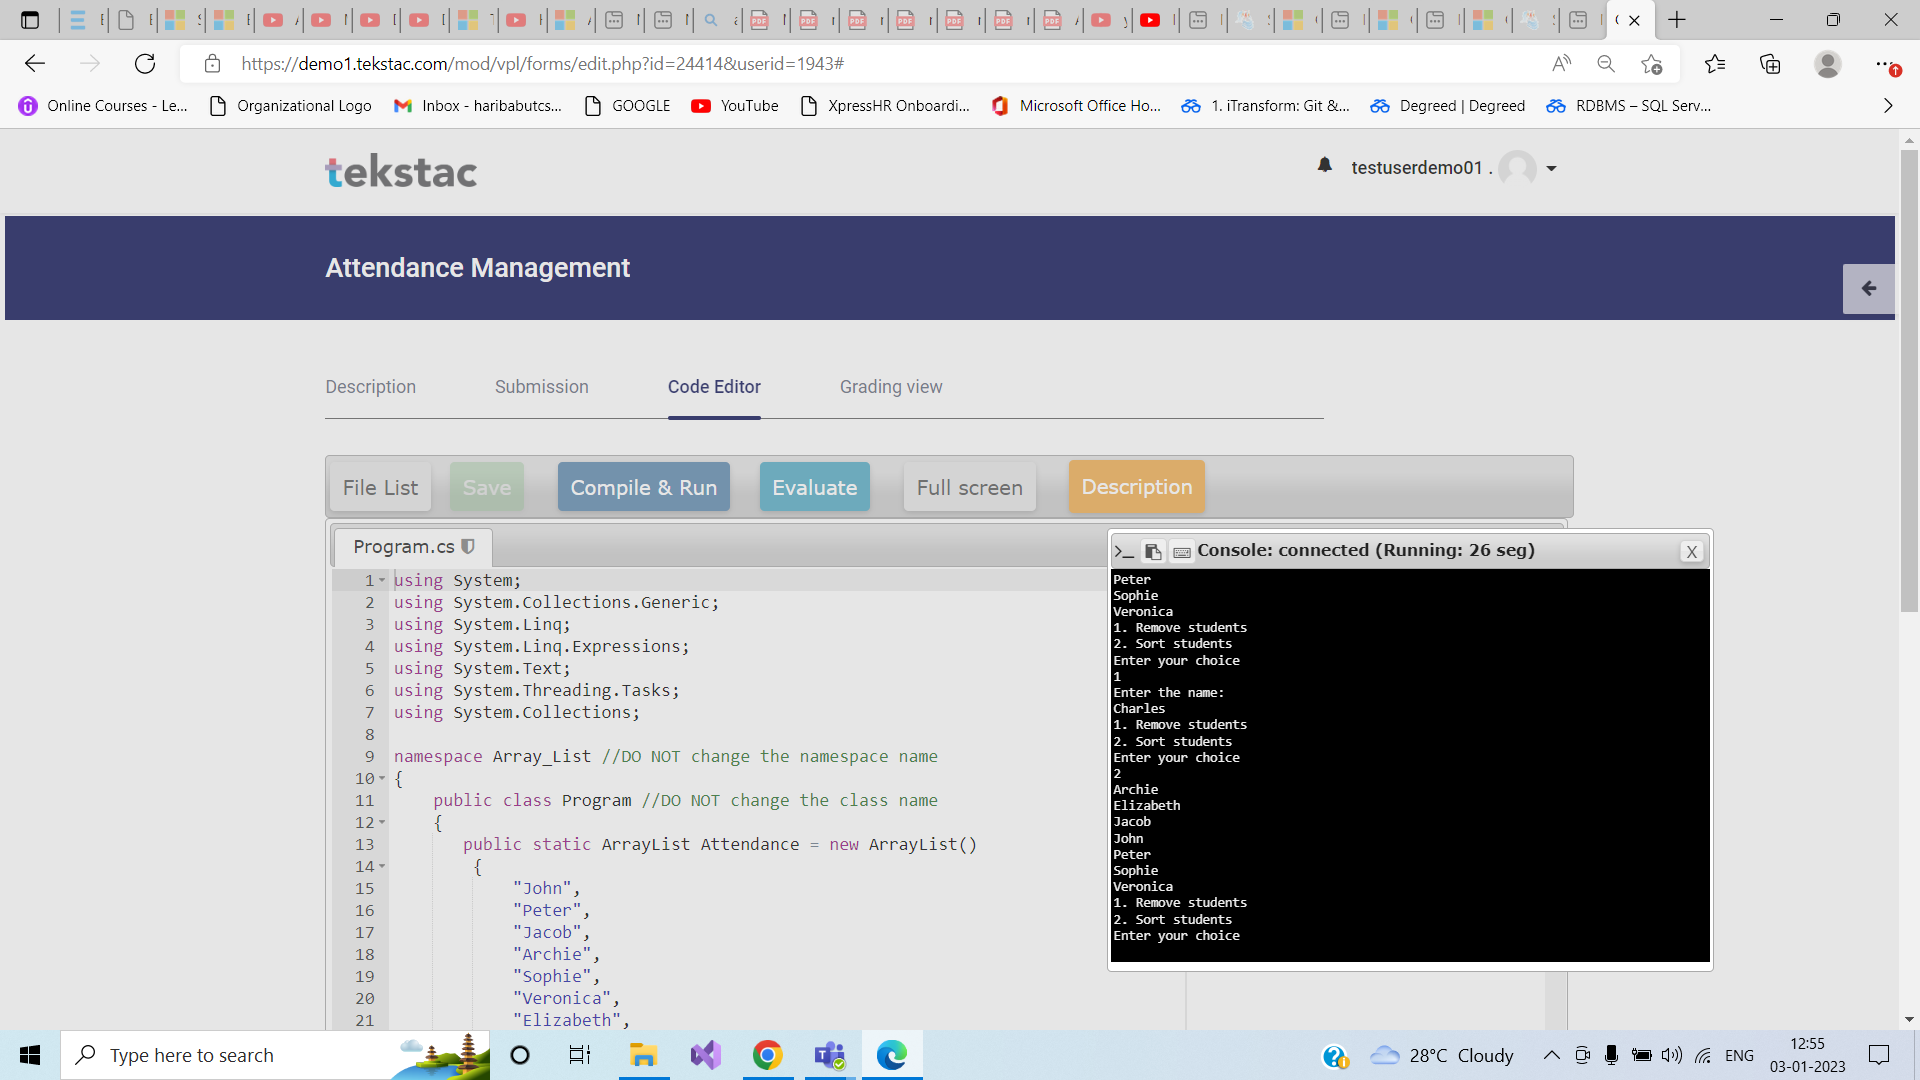 https://demo1.tekstac.com/mod/vpl/forms/edit.php?id=24414&userid=1943#
Online Courses - Le...
Organizational Logo
Inbox - haribabutcs...
GOOGLE
YouTube
XpressHR Onboardi...
Microsoft Office Ho...
1. iTransform: Git &...
Degreed | Degreed
RDBMS – SQL Serv...
tekstac
testuserdemo01 .
Attendance Management
Description
Submission
Code Editor
Grading view
File List
Save
Compile & Run
Evaluate
Full screen
Description
Program.cs
1 using System;
2 using System.Collections.Generic;
3 using System.Linq;
4 using System.Linq.Expressions;
5 using System.Text;
6 using System.Threading.Tasks;
7 using System.Collections;
8
9 namespace Array_List //DO NOT change the namespace name
10 {
11 public class Program //DO NOT change the class name
12 {
13 public static ArrayList Attendance = new ArrayList()
14 {
15 "John",
16 "Peter",
17 "Jacob",
18 "Archie",
19 "Sophie",
20 "Veronica",
21 "Elizabeth",
Console: connected (Running: 26 seg)
X
Peter
Sophie
Veronica
1. Remove students
2. Sort students
Enter your choice
1
Enter the name:
Charles
1. Remove students
2. Sort students
Enter your choice
2
Archie
Elizabeth
Jacob
John
Peter
Sophie
Veronica
1. Remove students
2. Sort students
Enter your choice
Type here to search
28°C Cloudy
ENG
12:55
03-01-2023